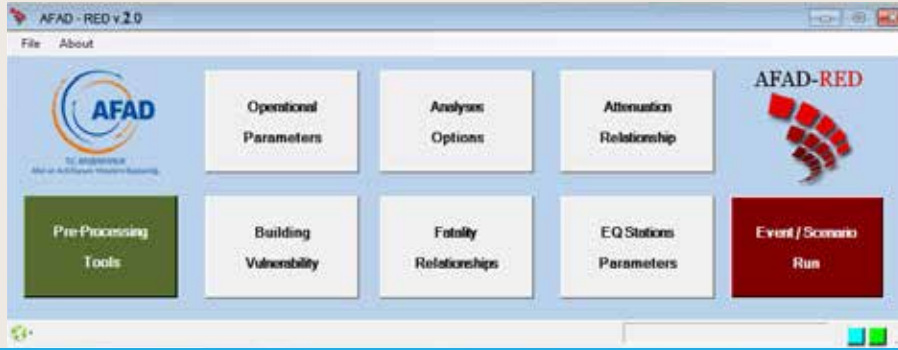 AFAD - RED v.2.0
File About
AFAD
Operational
Parameters
Analyses
Options
Attenuation
Relationship
AFAD-RED
Pre-Processing
Tools
Building
Vulnerability
Fatality
Relationships
EQ Stations
Parameters
Event / Scenario
Run